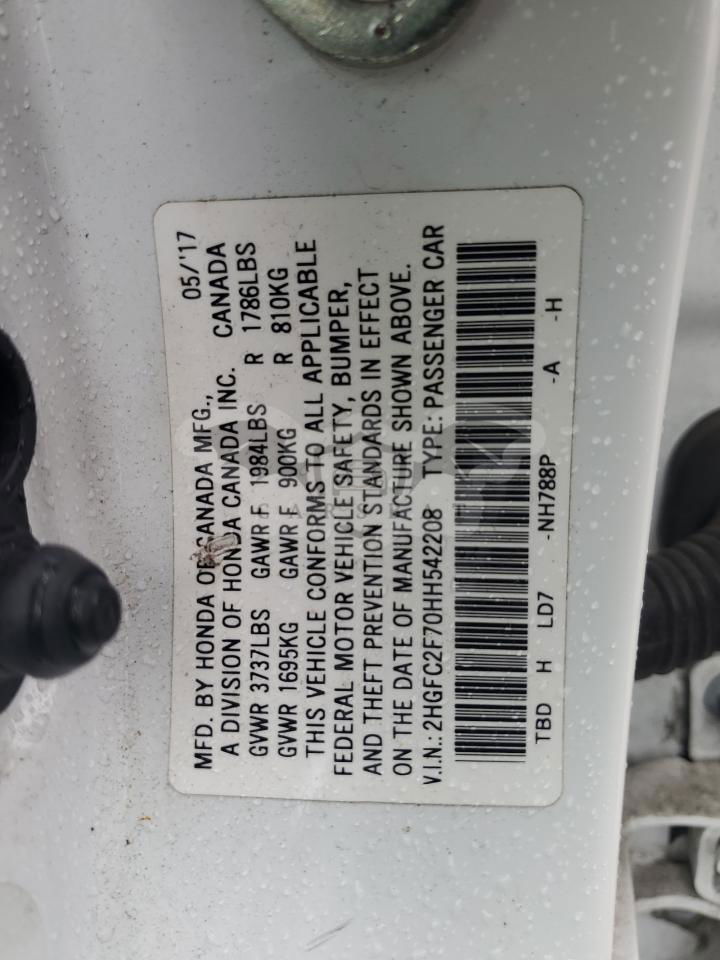 MFD. BY HONDA OF CANADA MFG., 05/'17
A DIVISION OF HONDA CANADA INC. CANADA
GVWR 3737LBS GAWR F 1984LBS R 1786LBS
GVWR 1695KG GAWR F 900KG R 810KG
THIS VEHICLE CONFORMS TO ALL APPLICABLE
FEDERAL MOTOR VEHICLE SAFETY, BUMPER,
AND THEFT PREVENTION STANDARDS IN EFFECT
ON THE DATE OF MANUFACTURE SHOWN ABOVE.
V.I.N.: 2HGFC2F70HH542208 TYPE: PASSENGER CAR
TBD H LD7 -NH788P -A -H